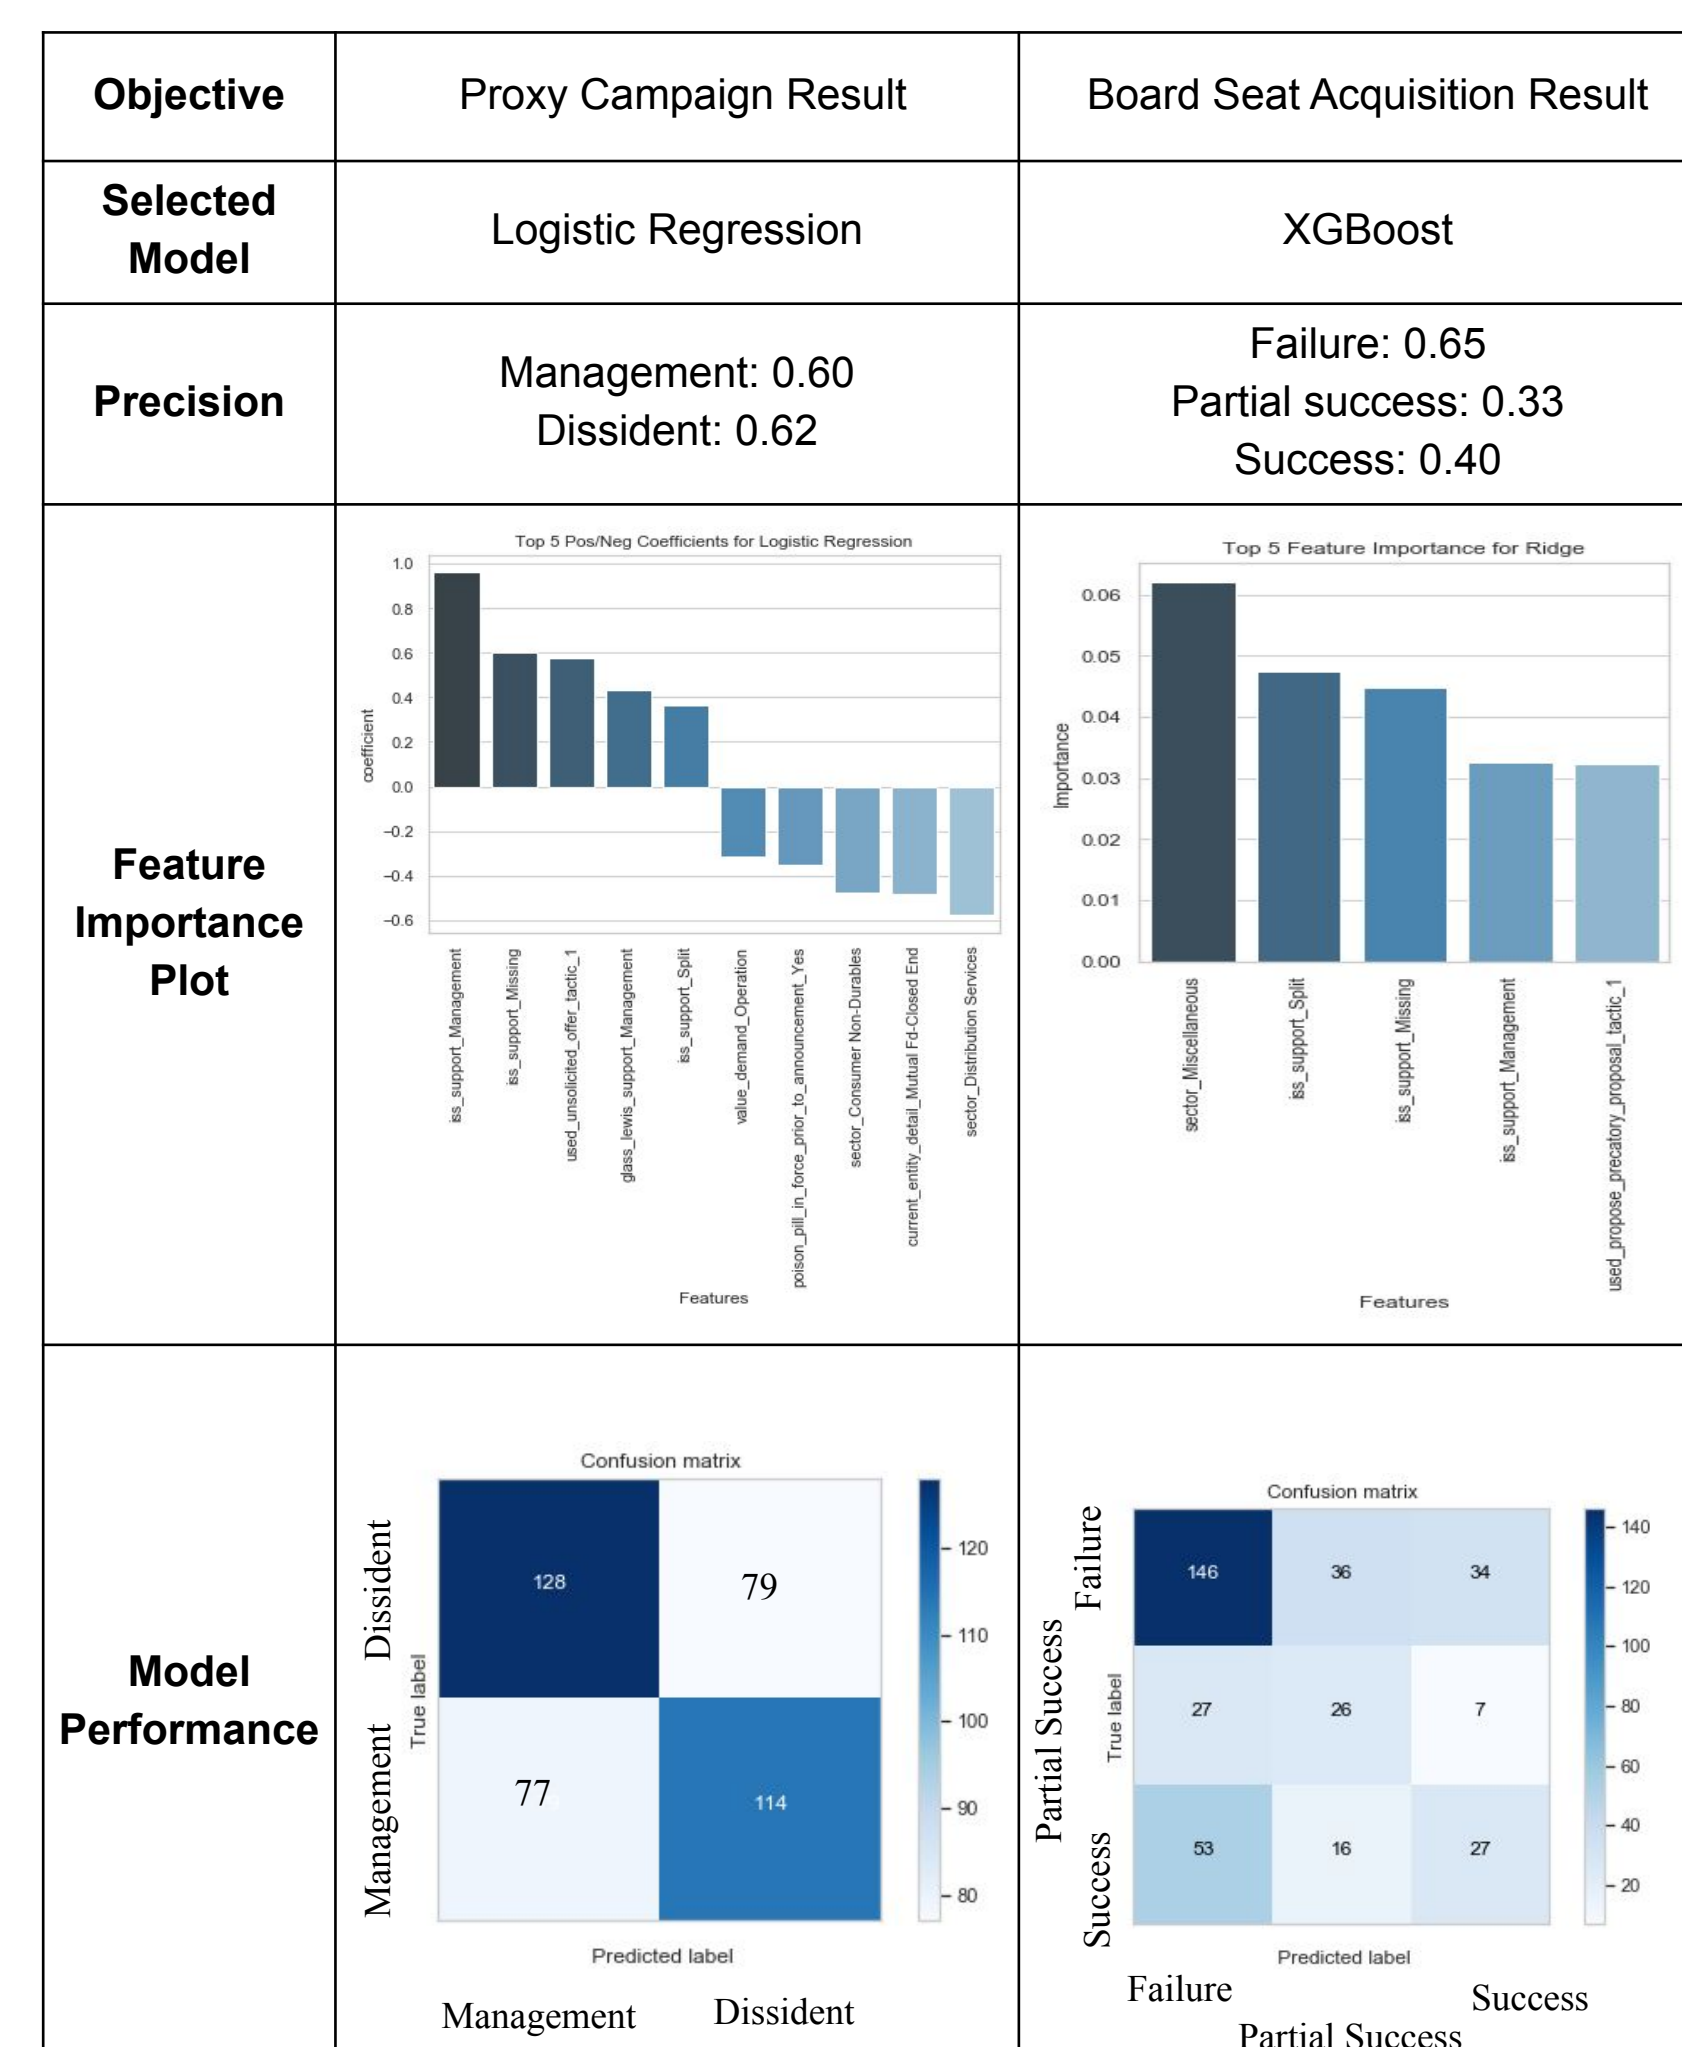 Objective
Proxy Campaign Result
Board Seat Acquisition Result
Selected
Model
Logistic Regression
XGBoost
Precision
Management: 0.60
Dissident: 0.62
Failure: 0.65
Partial success: 0.33
Success: 0.40
Feature
Importance
Plot
Top 5 Pos/Neg Coefficients for Logistic Regression
1.0
0.8
0.6
0.4
0.2
0.0
−0.2
−0.4
−0.6
coefficient
iss_support_Management
iss_support_Missing
used_unsolicited_offer_tactic_1
glass_lewis_support_Management
iss_support_Split
value_demand_Operation
poison_pill_in_force_prior_to_announcement_Yes
sector_Consumer Non-Durables
current_entity_detail_Mutual Fd-Closed End
sector_Distribution Services
Features
Top 5 Feature Importance for Ridge
0.06
0.05
0.04
0.03
0.02
0.01
0.00
Importance
sector_Miscellaneous
iss_support_Split
iss_support_Missing
iss_support_Management
used_propose_precatory_proposal_tactic_1
Features
Model
Performance
Confusion matrix
Dissident
Management
True label
128
79
77
114
120
110
100
90
80
Predicted label
Management
Dissident
Confusion matrix
Failure
Partial Success
Success
True label
146
36
34
27
26
7
53
16
27
140
120
100
80
60
40
20
Predicted label
Failure
Success
Partial Success